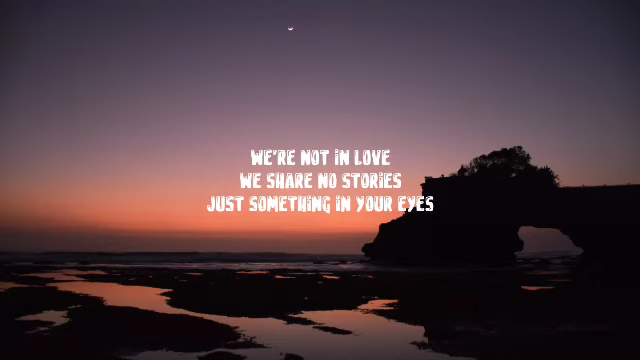 WE'RE NOT IN LOVE
WE SHARE NO STORIES
JUST SOMETHING IN YOUR EYES